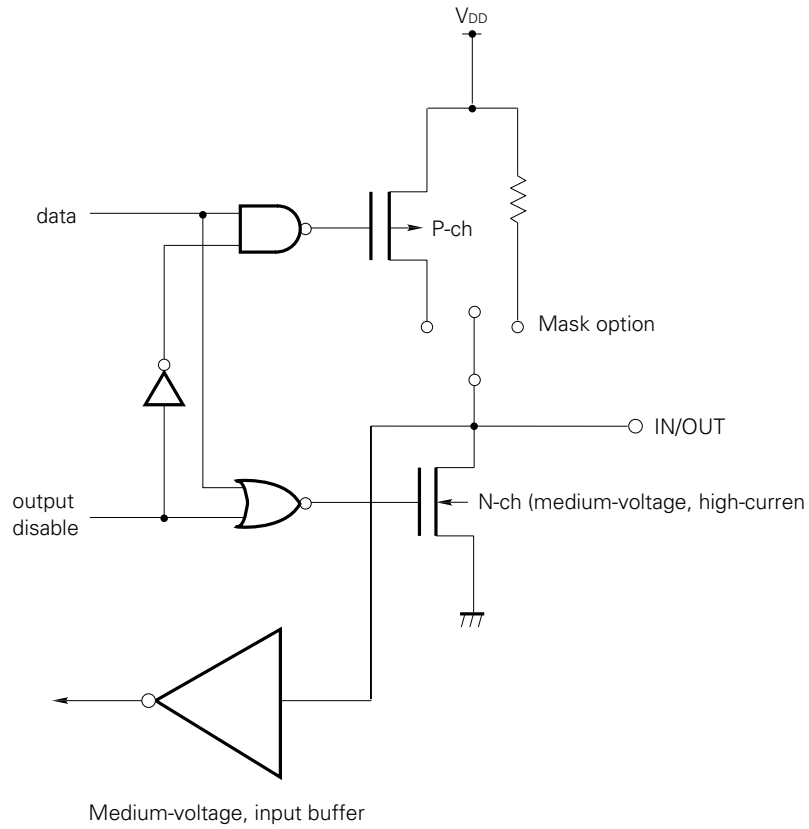 VDD
data
P-ch
Mask option
IN/OUT
output
disable
N-ch (medium-voltage, high-curren
Medium-voltage, input buffer